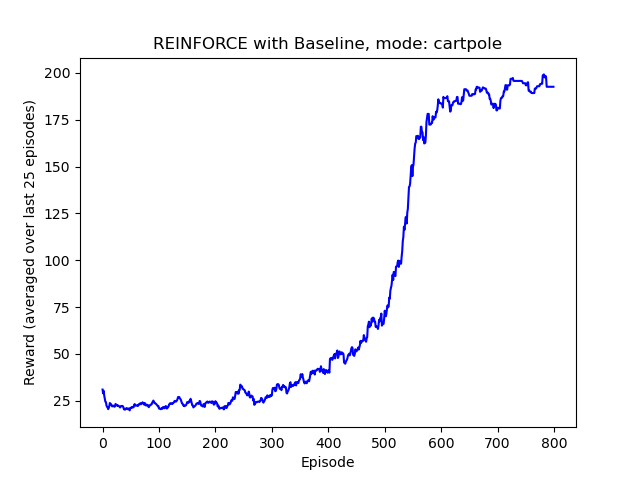 REINFORCE with Baseline, mode: cartpole
Reward (averaged over last 25 episodes)
200
175
150
125
100
75
50
25
0 100 200 300 400 500 600 700 800
Episode